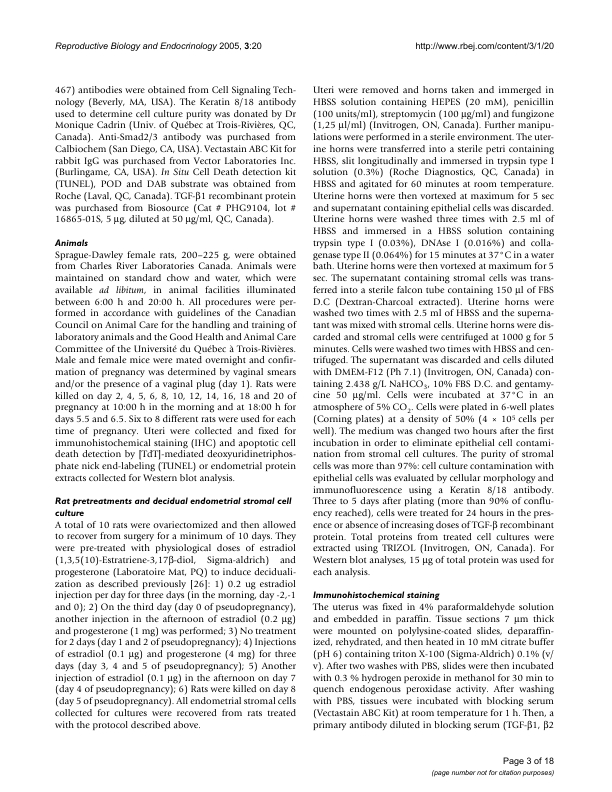 Reproductive Biology and Endocrinology 2005, 3:20
http://www.rbej.com/content/3/1/20
467) antibodies were obtained from Cell Signaling Tech-
nology (Beverly, MA, USA). The Keratin 8/18 antibody
used to determine cell culture purity was donated by Dr
Monique Cadrin (Univ. of Québec at Trois-Rivières, QC,
Canada). Anti-Smad2/3 antibody was purchased from
Calbiochem (San Diego, CA, USA). Vectastain ABC Kit for
rabbit IgG was purchased from Vector Laboratories Inc.
(Burlingame, CA, USA). In Situ Cell Death detection kit
(TUNEL), POD and DAB substrate was obtained from
Roche (Laval, QC, Canada). TGF-β1 recombinant protein
was purchased from Biosource (Cat # PHG9104, lot #
16865-01S, 5 μg, diluted at 50 μg/ml, QC, Canada).
Animals
Sprague-Dawley female rats, 200–225 g, were obtained
from Charles River Laboratories Canada. Animals were
maintained on standard chow and water, which were
available ad libitum, in animal facilities illuminated
between 6:00 h and 20:00 h. All procedures were per-
formed in accordance with guidelines of the Canadian
Council on Animal Care for the handling and training of
laboratory animals and the Good Health and Animal Care
Committee of the Université du Québec à Trois-Rivières.
Male and female mice were mated overnight and confir-
mation of pregnancy was determined by vaginal smears
and/or the presence of a vaginal plug (day 1). Rats were
killed on day 2, 4, 5, 6, 8, 10, 12, 14, 16, 18 and 20 of
pregnancy at 10:00 h in the morning and at 18:00 h for
days 5.5 and 6.5. Six to 8 different rats were used for each
time of pregnancy. Uteri were collected and fixed for
immunohistochemical staining (IHC) and apoptotic cell
death detection by [TdT]-mediated deoxyuridinetriphos-
phate nick end-labeling (TUNEL) or endometrial protein
extracts collected for Western blot analysis.
Rat pretreatments and decidual endometrial stromal cell
culture
A total of 10 rats were ovariectomized and then allowed
to recover from surgery for a minimum of 10 days. They
were pre-treated with physiological doses of estradiol
(1,3,5(10)-Estratriene-3,17β-diol, Sigma-aldrich) and
progesterone (Laboratoire Mat, PQ) to induce deciduali-
zation as described previously [26]: 1) 0.2 ug estradiol
injection per day for three days (in the morning, day -2,-1
and 0); 2) On the third day (day 0 of pseudopregnancy),
another injection in the afternoon of estradiol (0.2 μg)
and progesterone (1 mg) was performed; 3) No treatment
for 2 days (day 1 and 2 of pseudopregnancy); 4) Injections
of estradiol (0.1 μg) and progesterone (4 mg) for three
days (day 3, 4 and 5 of pseudopregnancy); 5) Another
injection of estradiol (0.1 μg) in the afternoon on day 7
(day 4 of pseudopregnancy); 6) Rats were killed on day 8
(day 5 of pseudopregnancy). All endometrial stromal cells
collected for cultures were recovered from rats treated
with the protocol described above.
Uteri were removed and horns taken and immerged in
HBSS solution containing HEPES (20 mM), penicillin
(100 units/ml), streptomycin (100 μg/ml) and fungizone
(1,25 μl/ml) (Invitrogen, ON, Canada). Further manipu-
lations were performed in a sterile environment. The uter-
ine horns were transferred into a sterile petri containing
HBSS, slit longitudinally and immersed in trypsin type I
solution (0.3%) (Roche Diagnostics, QC, Canada) in
HBSS and agitated for 60 minutes at room temperature.
Uterine horns were then vortexed at maximum for 5 sec
and supernatant containing epithelial cells was discarded.
Uterine horns were washed three times with 2.5 ml of
HBSS and immersed in a HBSS solution containing
trypsin type I (0.03%), DNAse I (0.016%) and colla-
genase type II (0.064%) for 15 minutes at 37°C in a water
bath. Uterine horns were then vortexed at maximum for 5
sec. The supernatant containing stromal cells was trans-
ferred into a sterile falcon tube containing 150 μl of FBS
D.C (Dextran-Charcoal extracted). Uterine horns were
washed two times with 2.5 ml of HBSS and the superna-
tant was mixed with stromal cells. Uterine horns were dis-
carded and stromal cells were centrifuged at 1000 g for 5
minutes. Cells were washed two times with HBSS and cen-
trifuged. The supernatant was discarded and cells diluted
with DMEM-F12 (Ph 7.1) (Invitrogen, ON, Canada) con-
taining 2.438 g/L NaHCO₃, 10% FBS D.C. and gentamy-
cine 50 μg/ml. Cells were incubated at 37°C in an
atmosphere of 5% CO₂. Cells were plated in 6-well plates
(Corning plates) at a density of 50% (4 × 10⁵ cells per
well). The medium was changed two hours after the first
incubation in order to eliminate epithelial cell contami-
nation from stromal cell cultures. The purity of stromal
cells was more than 97%: cell culture contamination with
epithelial cells was evaluated by cellular morphology and
immunofluorescence using a Keratin 8/18 antibody.
Three to 5 days after plating (more than 90% of conflu-
ency reached), cells were treated for 24 hours in the pres-
ence or absence of increasing doses of TGF-β recombinant
protein. Total proteins from treated cell cultures were
extracted using TRIZOL (Invitrogen, ON, Canada). For
Western blot analyses, 15 μg of total protein was used for
each analysis.
Immunohistochemical staining
The uterus was fixed in 4% paraformaldehyde solution
and embedded in paraffin. Tissue sections 7 μm thick
were mounted on polylysine-coated slides, deparaffin-
ized, rehydrated, and then heated in 10 mM citrate buffer
(pH 6) containing triton X-100 (Sigma-Aldrich) 0.1% (v/
v). After two washes with PBS, slides were then incubated
with 0.3 % hydrogen peroxide in methanol for 30 min to
quench endogenous peroxidase activity. After washing
with PBS, tissues were incubated with blocking serum
(Vectastain ABC Kit) at room temperature for 1 h. Then, a
primary antibody diluted in blocking serum (TGF-β1, β2
Page 3 of 18
(page number not for citation purposes)